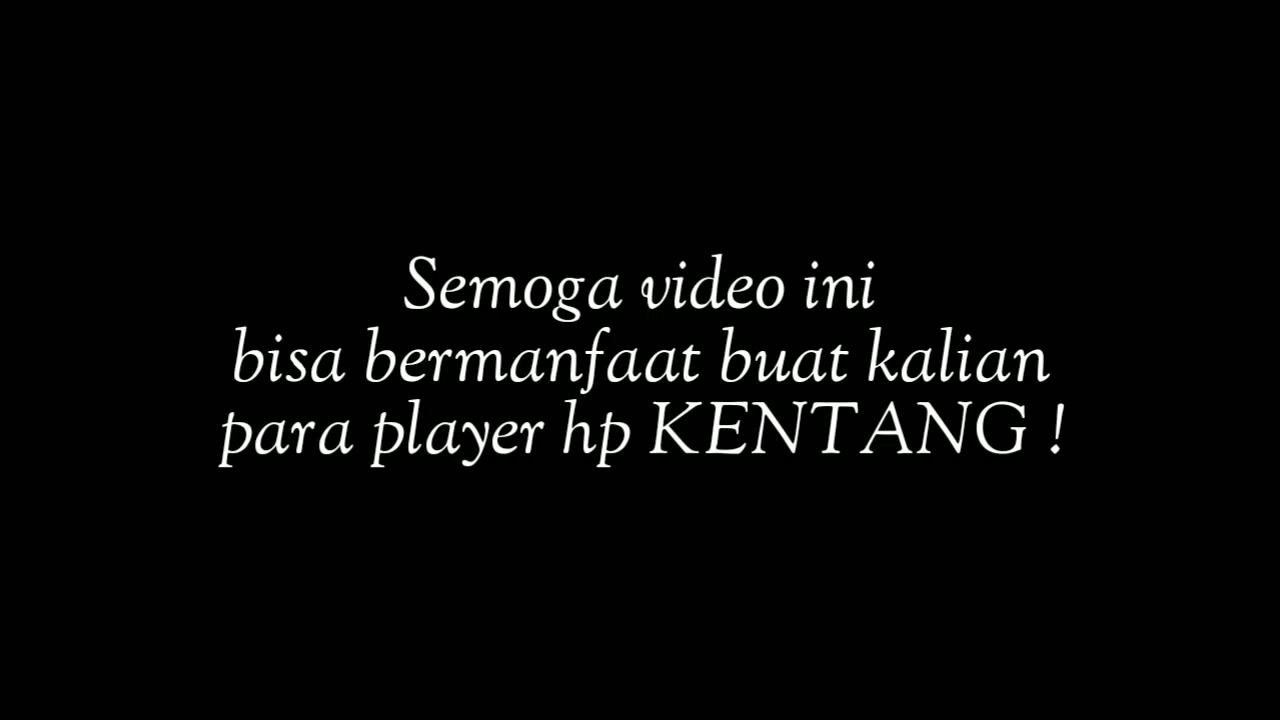 Semoga video ini
bisa bermanfaat buat kalian
para player hp KENTANG !